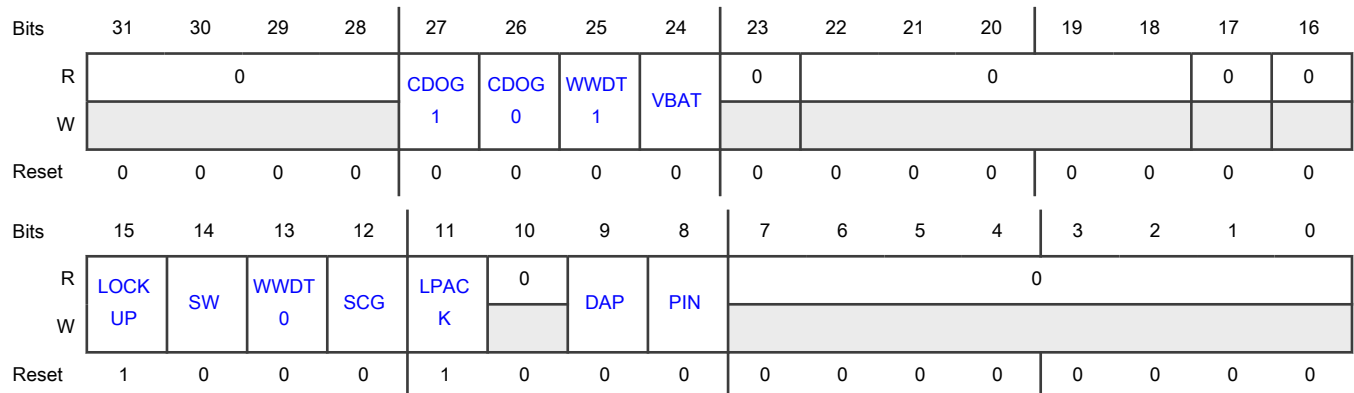 Bits 31 30 29 28 27 26 25 24 23 22 21 20 19 18 17 16
R 0 CDOG 1 CDOG 0 WWDT 1 VBAT 0 0 0 0
W
Reset 0 0 0 0 0 0 0 0 0 0 0 0 0 0 0 0
Bits 15 14 13 12 11 10 9 8 7 6 5 4 3 2 1 0
R LOCK UP SW WWDT 0 SCG LPAC K 0 DAP PIN 0
W
Reset 1 0 0 0 1 0 0 0 0 0 0 0 0 0 0 0